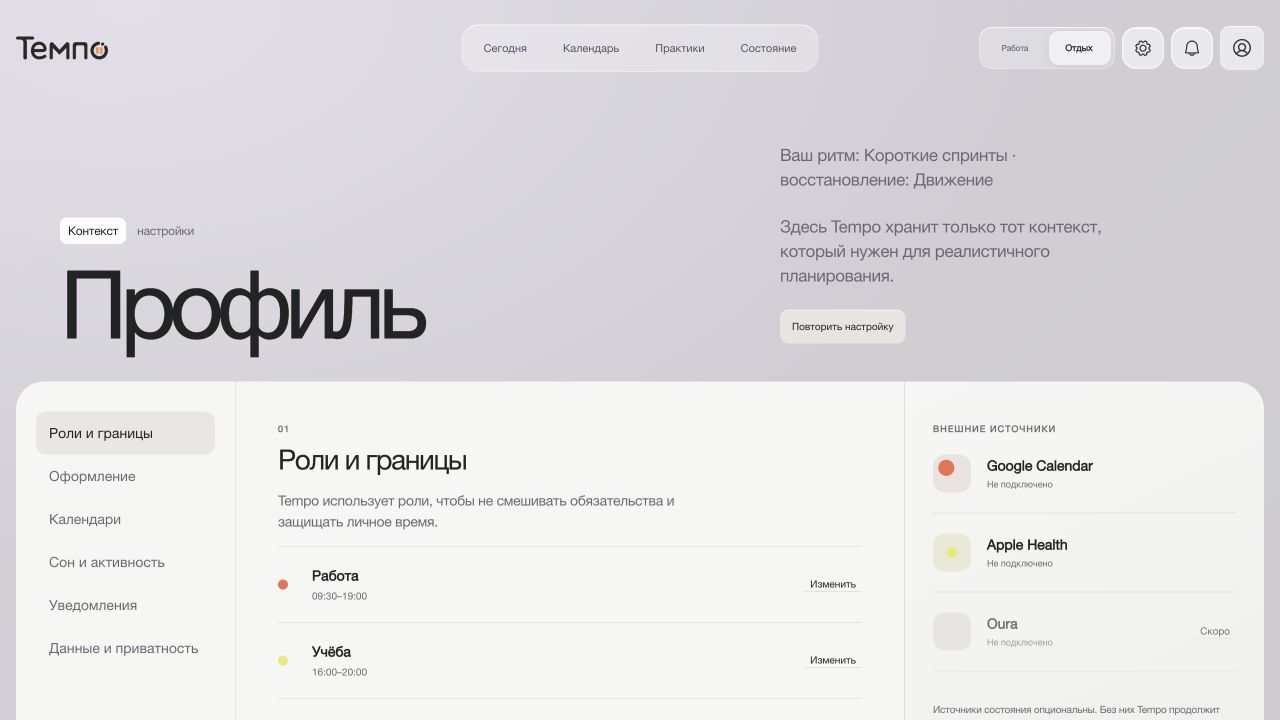 Темпо
Сегодня
Календарь
Практики
Состояние
Работа
Отдых
Ваш ритм: Короткие спринты ·
восстановление: Движение
Здесь Tempo хранит только тот контекст,
который нужен для реалистичного
планирования.
Повторить настройку
Контекст
настройки
Профиль
Роли и границы
Оформление
Календари
Сон и активность
Уведомления
Данные и приватность
01
Роли и границы
Tempo использует роли, чтобы не смешивать обязательства и
защищать личное время.
Работа
09:30–19:00
Изменить
Учёба
16:00–20:00
Изменить
ВНЕШНИЕ ИСТОЧНИКИ
Google Calendar
Не подключено
Apple Health
Не подключено
Oura
Не подключено
Скоро
Источники состояния опциональны. Без них Tempo продолжит